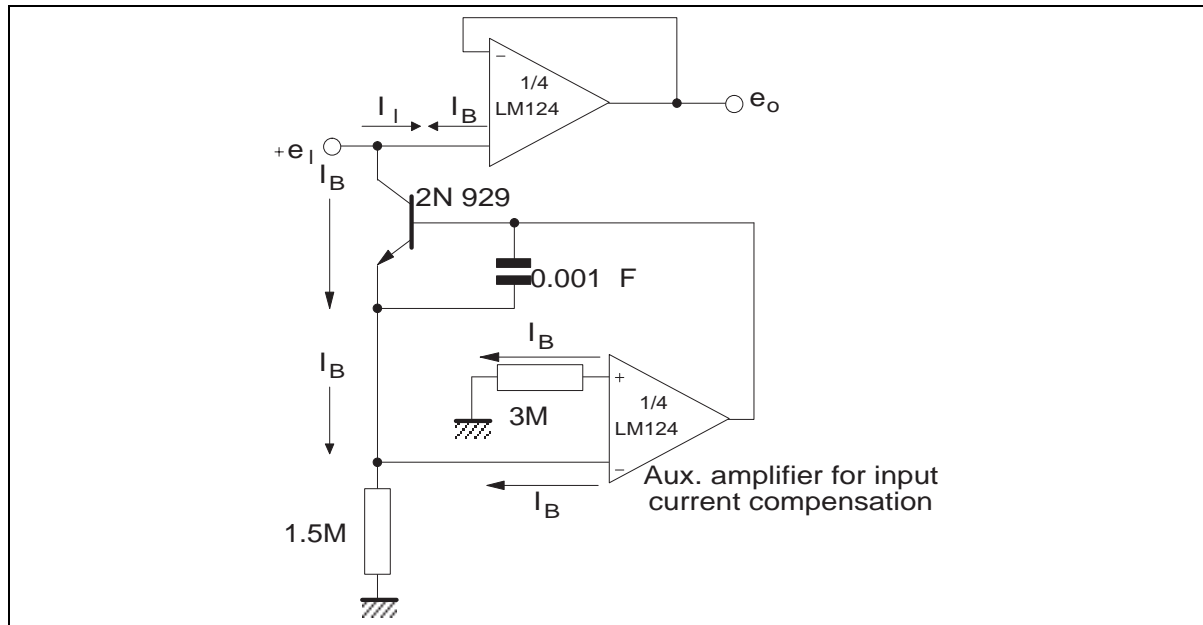 −
1/4
LM124
I I
I B
e o
+e I
I B
2N 929
0.001 F
I B
I B
+
3M
1/4
LM124
−
Aux. amplifier for input
current compensation
I B
1.5M